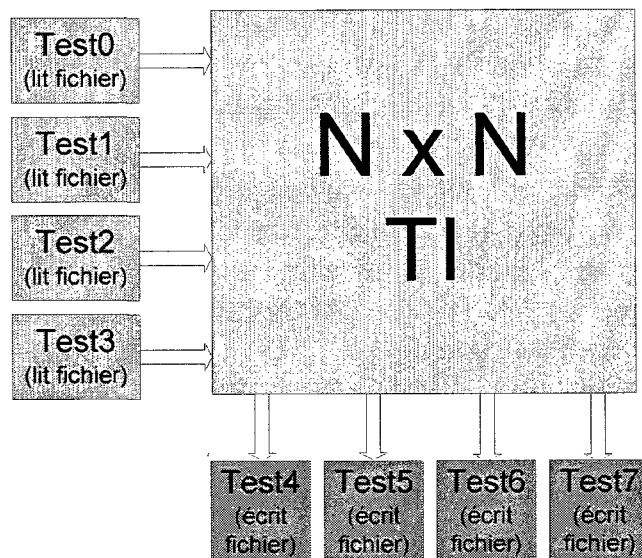 Test0
(lit fichier)
Test1
(lit fichier)
Test2
(lit fichier)
Test3
(lit fichier)
N x N
TI
Test4
(écrit
fichier)
Test5
(écrit
fichier)
Test6
(écrit
fichier)
Test7
(écrit
fichier)